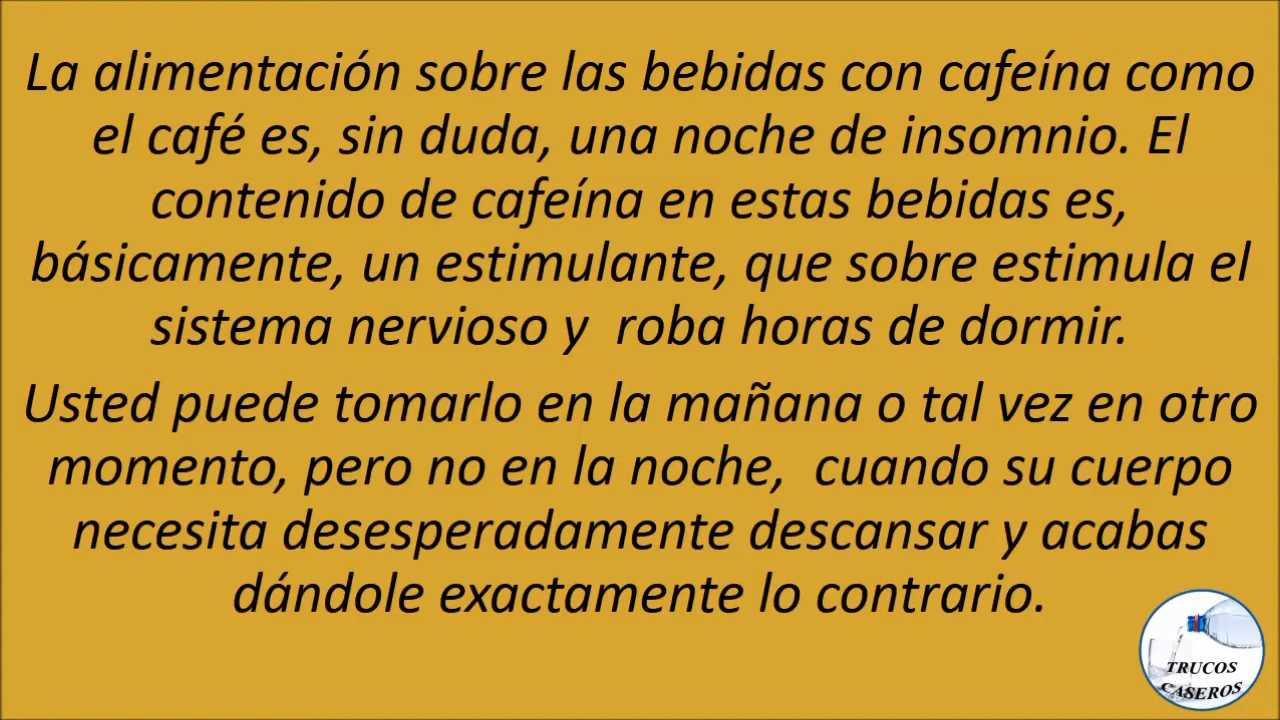 La alimentación sobre las bebidas con cafeína como
el café es, sin duda, una noche de insomnio. El
contenido de cafeína en estas bebidas es,
básicamente, un estimulante, que sobre estimula el
sistema nervioso y  roba horas de dormir.
Usted puede tomarlo en la mañana o tal vez en otro
momento, pero no en la noche,  cuando su cuerpo
necesita desesperadamente descansar y acabas
dándole exactamente lo contrario.
TRUCOS
CASEROS